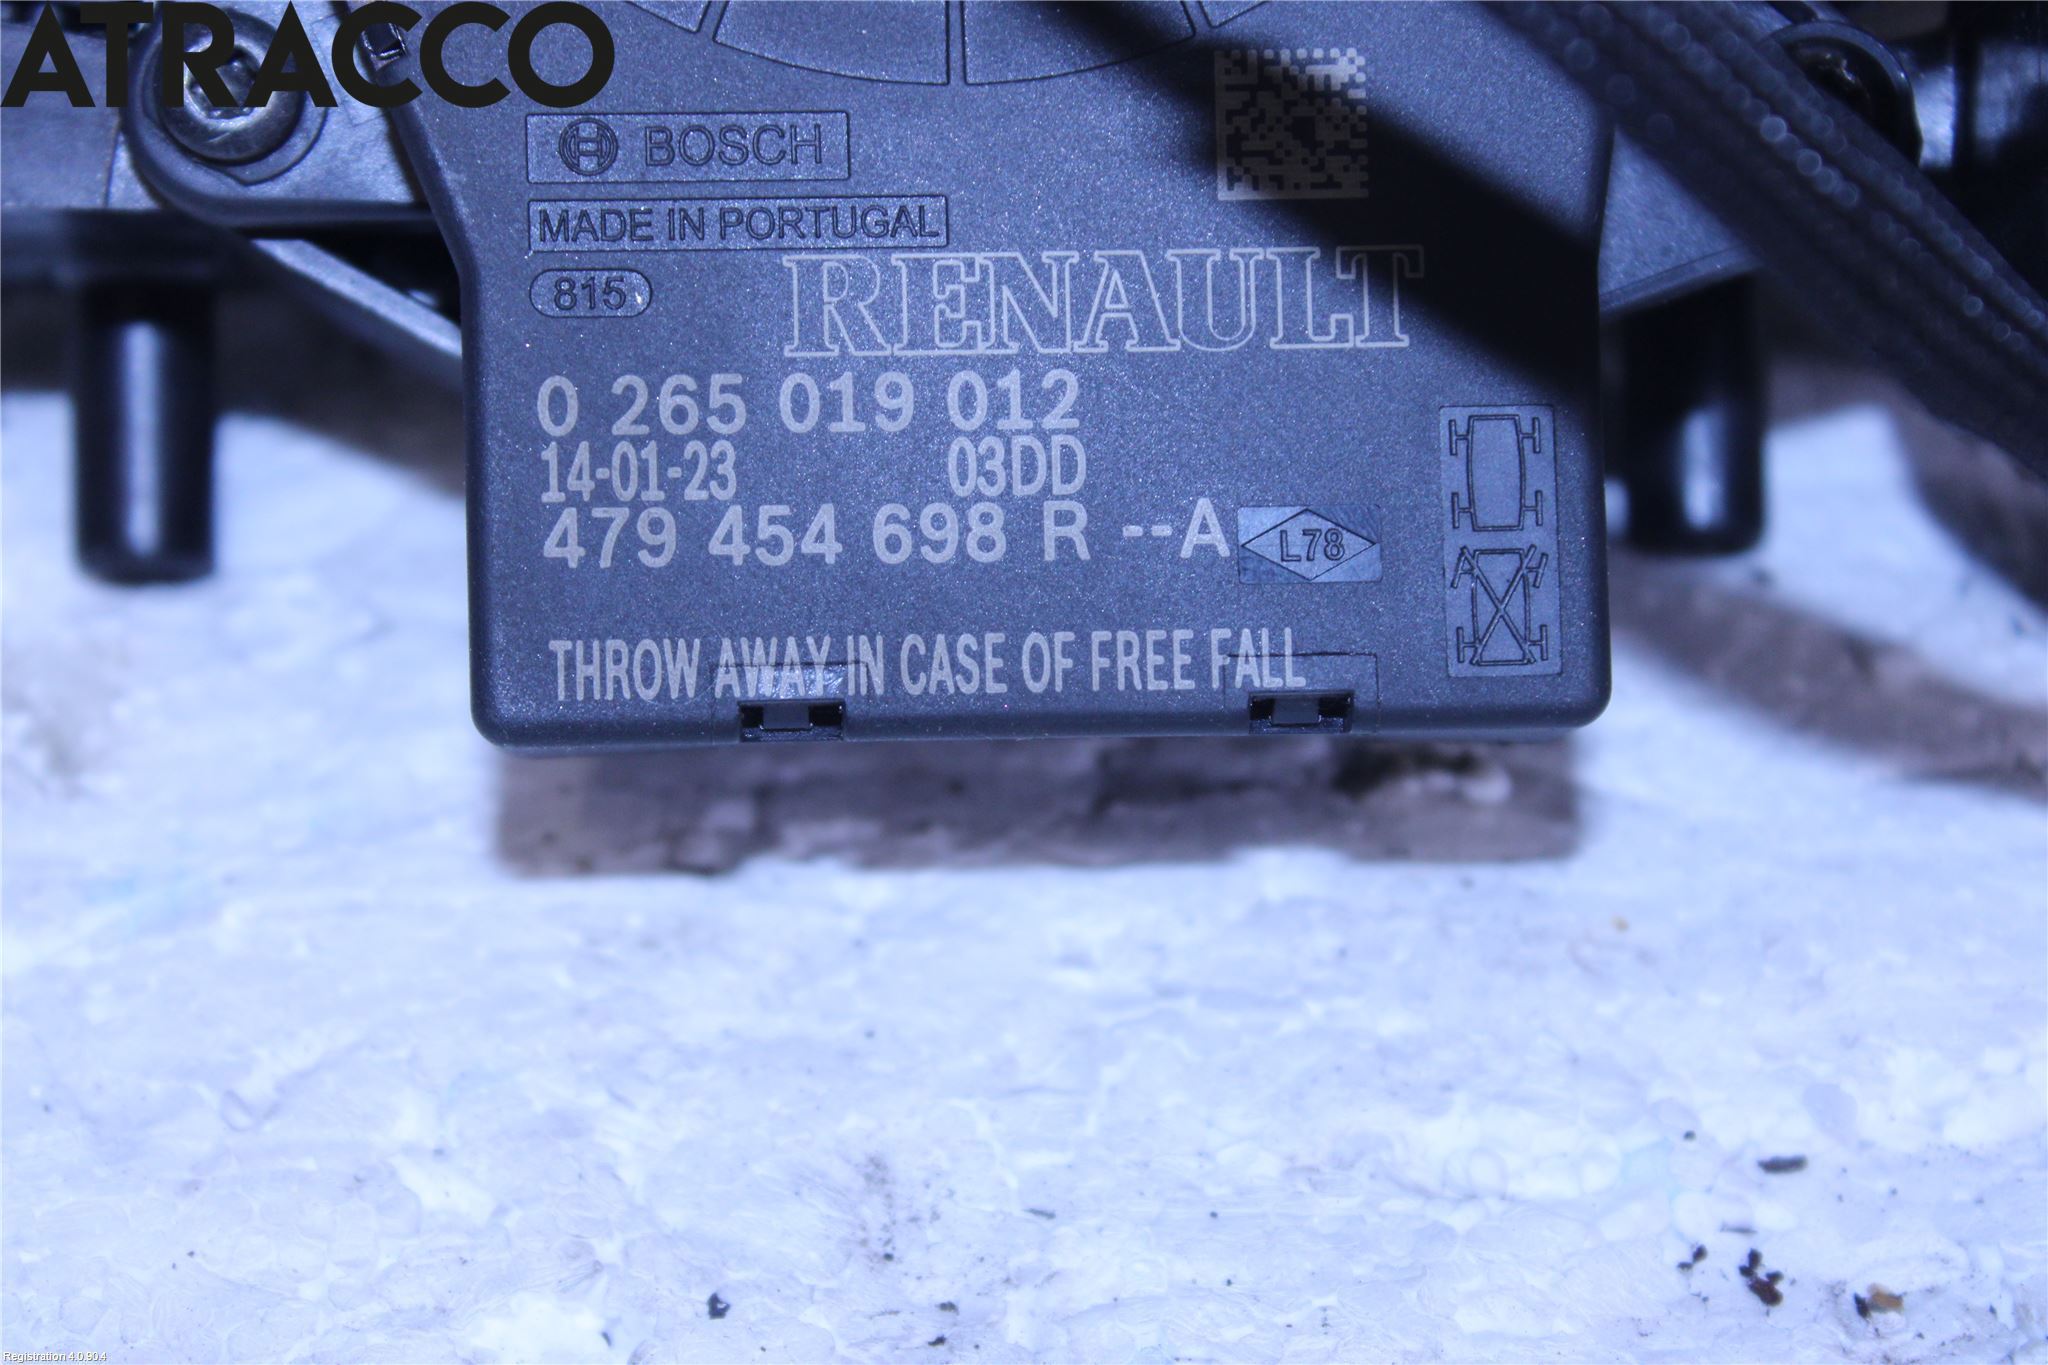 ATRACCO
BOSCH
MADE IN PORTUGAL
815
RENAULT
0 265 019 012
14-01-23 03DD
479 454 698 R --A
L78
THROW AWAY IN CASE OF FREE FALL
Registration 4.0.90.4